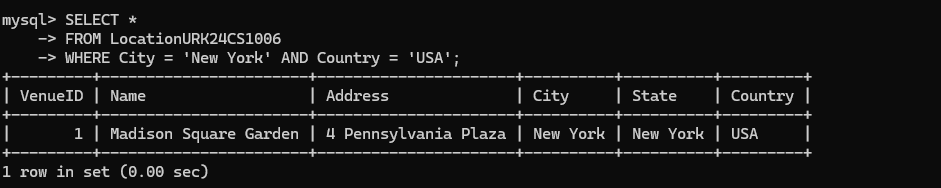 mysql> SELECT *
    -> FROM LocationURK24CS1006
    -> WHERE City = 'New York' AND Country = 'USA';
+---------+-----------------------+----------------------+----------+----------+---------+
| VenueID | Name                  | Address              | City     | State    | Country |
+---------+-----------------------+----------------------+----------+----------+---------+
|       1 | Madison Square Garden | 4 Pennsylvania Plaza | New York | New York | USA     |
+---------+-----------------------+----------------------+----------+----------+---------+
1 row in set (0.00 sec)